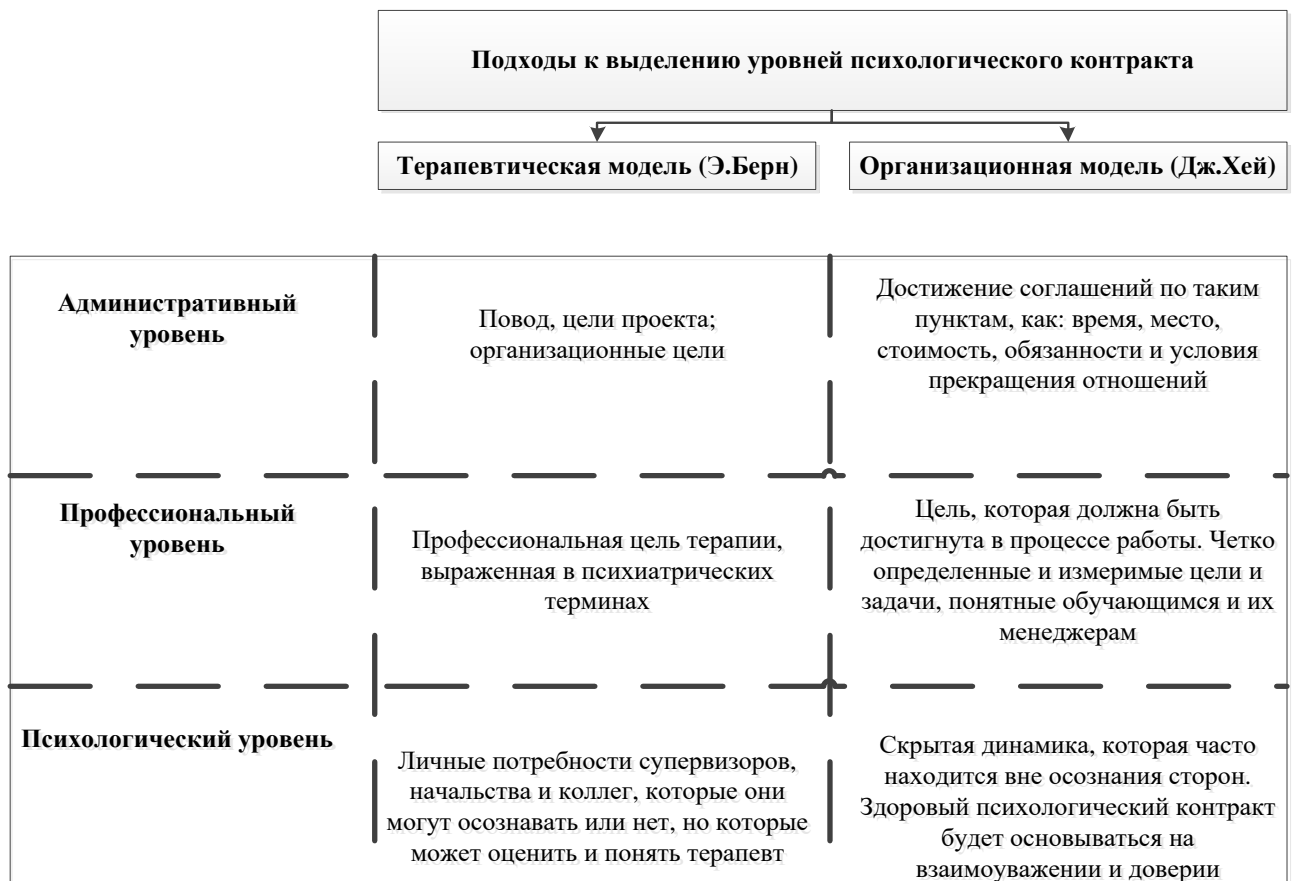 Подходы к выделению уровней психологического контракта
Терапевтическая модель (Э.Берн)
Организационная модель (Дж.Хей)
Административный
уровень
Повод, цели проекта;
организационные цели
Достижение соглашений по таким
пунктам, как: время, место,
стоимость, обязанности и условия
прекращения отношений
Профессиональный
уровень
Профессиональная цель терапии,
выраженная в психиатрических
терминах
Цель, которая должна быть
достигнута в процессе работы. Четко
определенные и измеримые цели и
задачи, понятные обучающимся и их
менеджерам
Психологический уровень
Личные потребности супервизоров,
начальства и коллег, которые они
могут осознавать или нет, но которые
может оценить и понять терапевт
Скрытая динамика, которая часто
находится вне осознания сторон.
Здоровый психологический контракт
будет основываться на
взаимоуважении и доверии